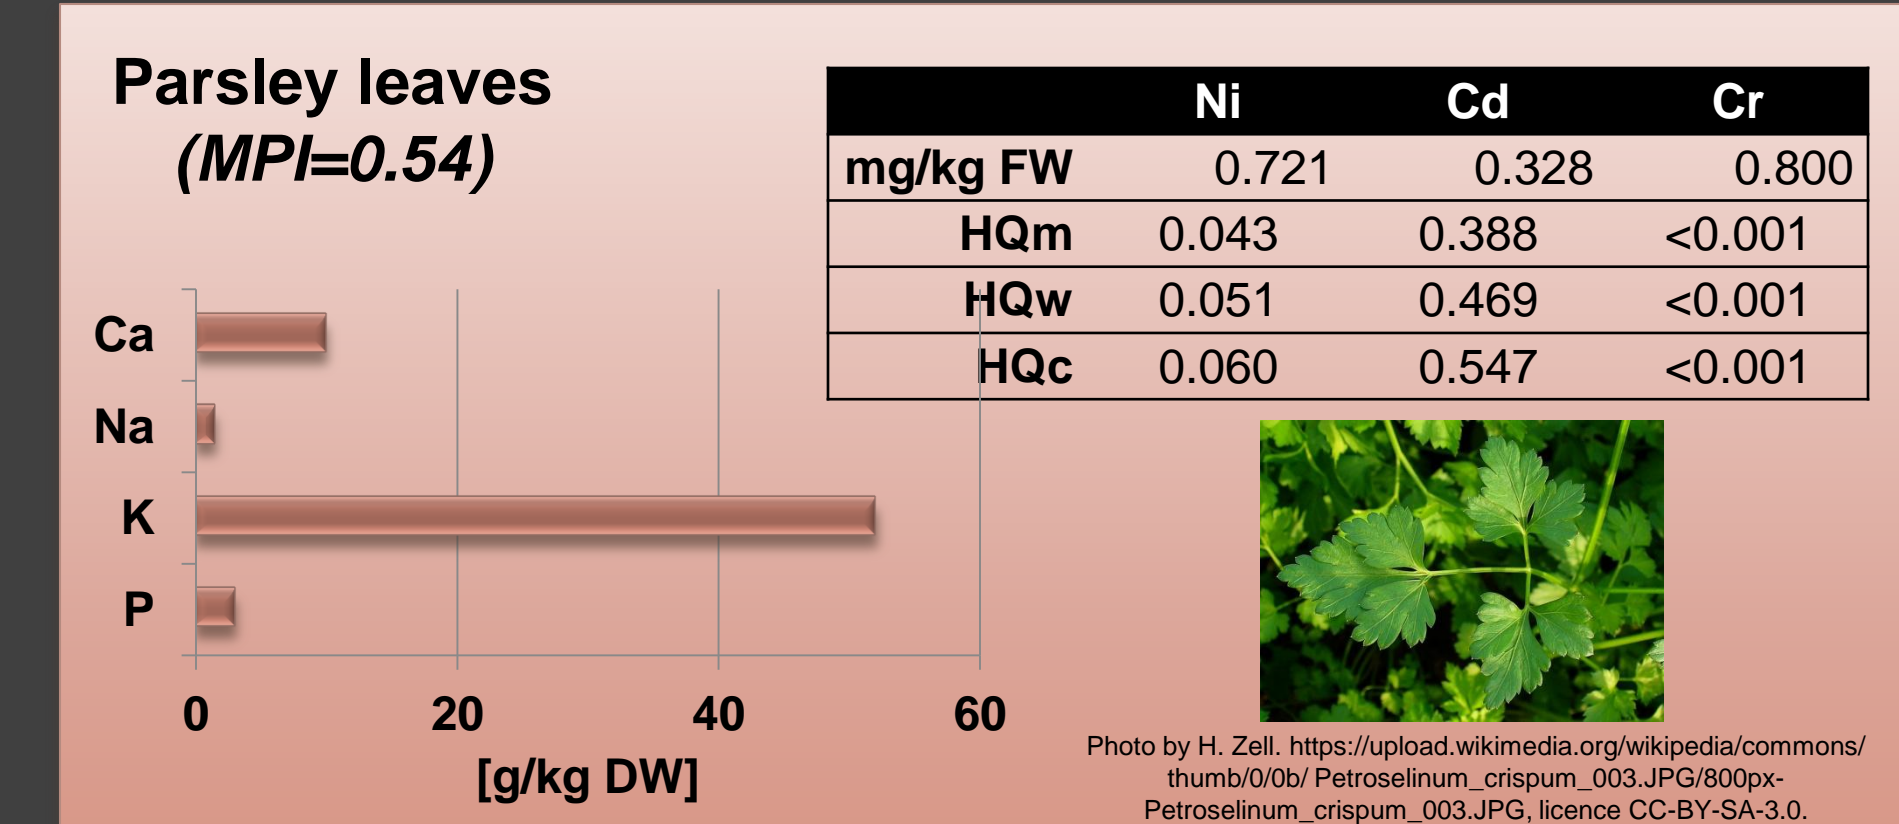 Parsley leaves
(MPI=0.54)
Ni Cd Cr
mg/kg FW 0.721 0.328 0.800
HQm 0.043 0.388 <0.001
HQw 0.051 0.469 <0.001
HQc 0.060 0.547 <0.001
Ca
Na
K
P
0 20 40 60
[g/kg DW]
Photo by H. Zell. https://upload.wikimedia.org/wikipedia/commons/
thumb/0/0b/ Petroselinum_crispum_003.JPG/800px-
Petroselinum_crispum_003.JPG, licence CC-BY-SA-3.0.